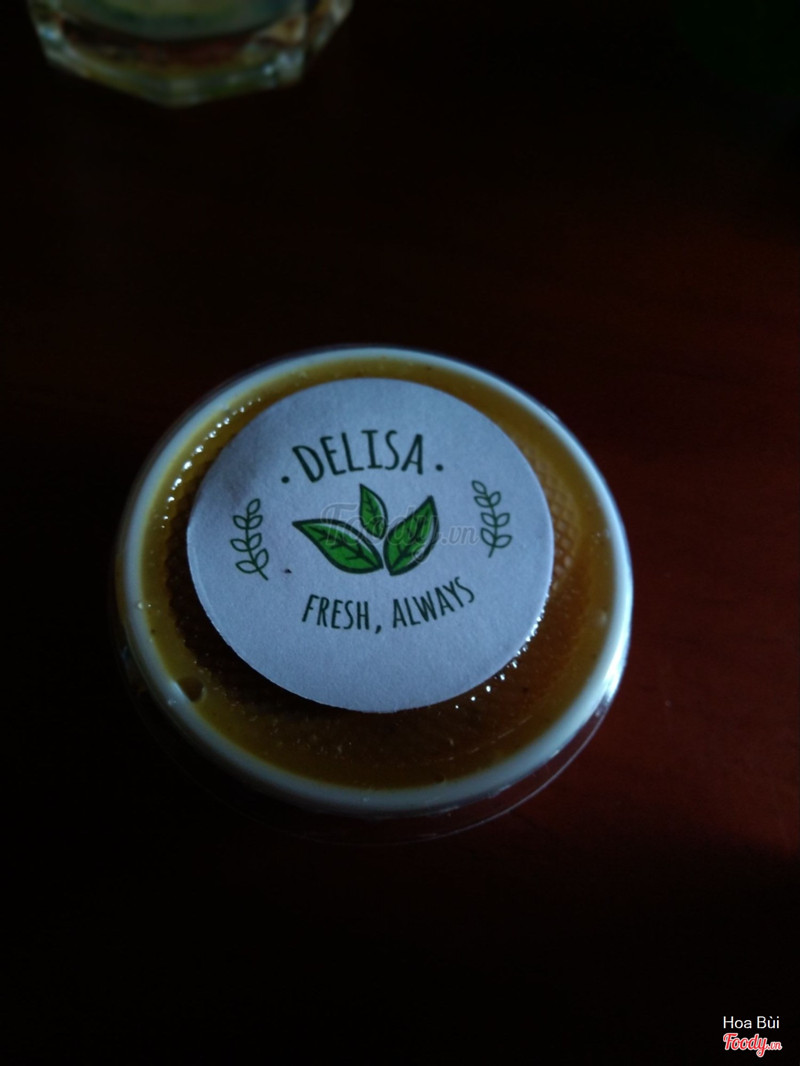 · DELISA ·
Foody.vn
FRESH, ALWAYS
Hoa Bùi
Foody.vn